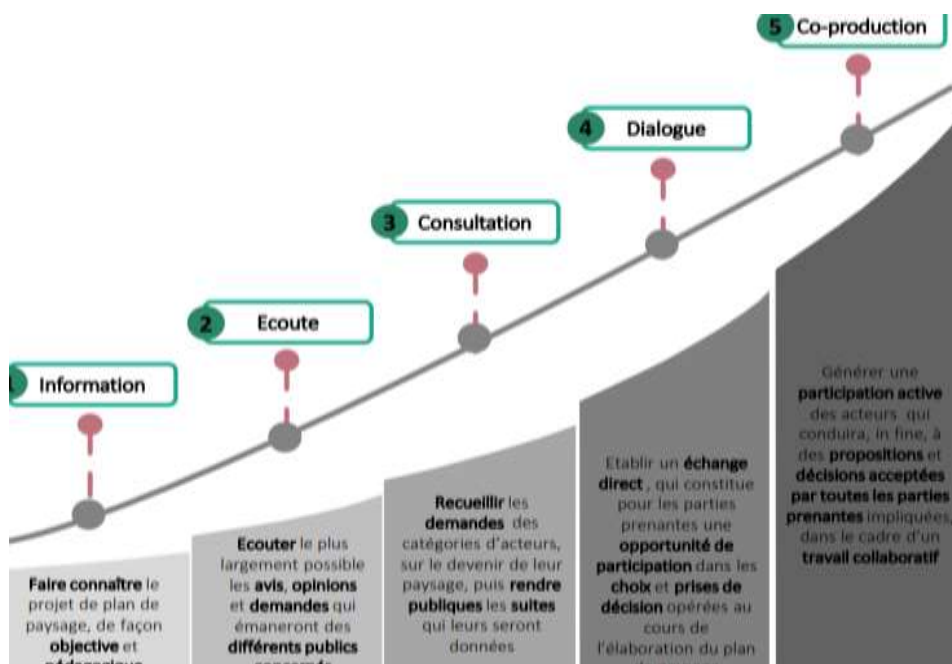 5 Co-production
4 Dialogue
3 Consultation
2 Ecoute
1 Information
Faire connaître le
projet de plan de
paysage, de façon
objective et
pédagogique
Ecouter le plus
largement possible
les avis, opinions
et demandes qui
émaneront des
différents publics
concernés
Recueillir les
demandes des
catégories d'acteurs,
sur le devenir de leur
paysage, puis rendre
publiques les suites
qui leurs seront
données
Etablir un échange
direct, qui constitue
pour les parties
prenantes une
opportunité de
participation dans les
choix et prises de
décision opérées au
cours de
l'élaboration du plan
Générer une
participation active
des acteurs qui
conduira, in fine, à
des propositions et
décisions acceptées
par toutes les parties
prenantes impliquées
dans le cadre d'un
travail collaboratif